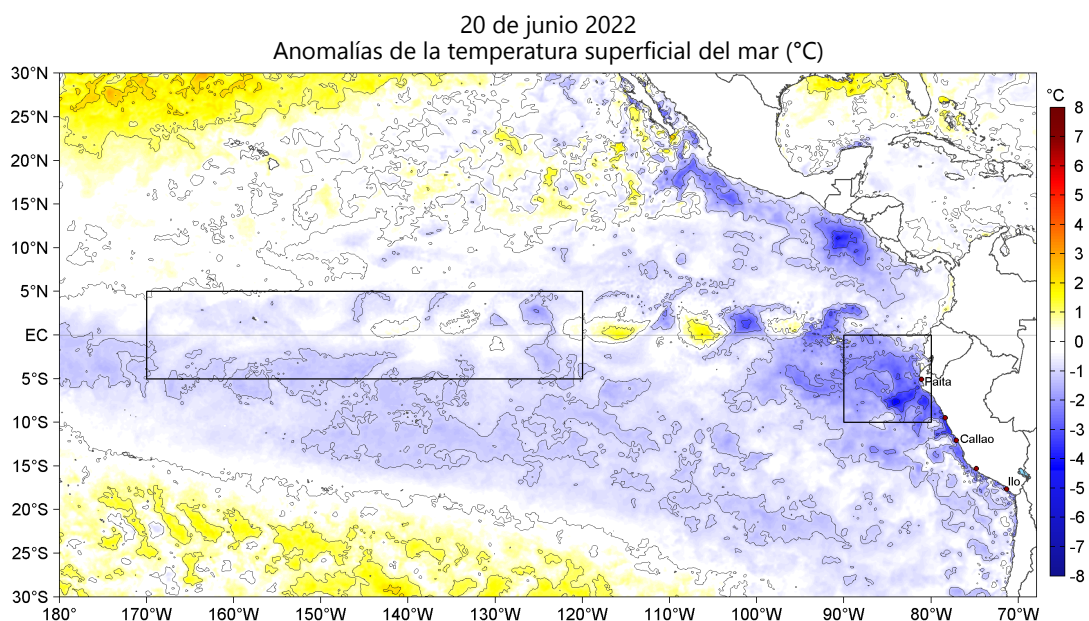 20 de junio 2022
Anomalías de la temperatura superficial del mar (°C)
30°N
25°N
20°N
15°N
10°N
5°N
EC
5°S
10°S
15°S
20°S
25°S
30°S
180
170°W
160°W
150°W
140°W
130°W
120°W
110°W
100°W
90°W
80°W
70°W
Paita
Callao
Ilo
°C
8
7
6
5
4
3
2
1
0
-1
-2
-3
-4
-5
-6
-7
-8